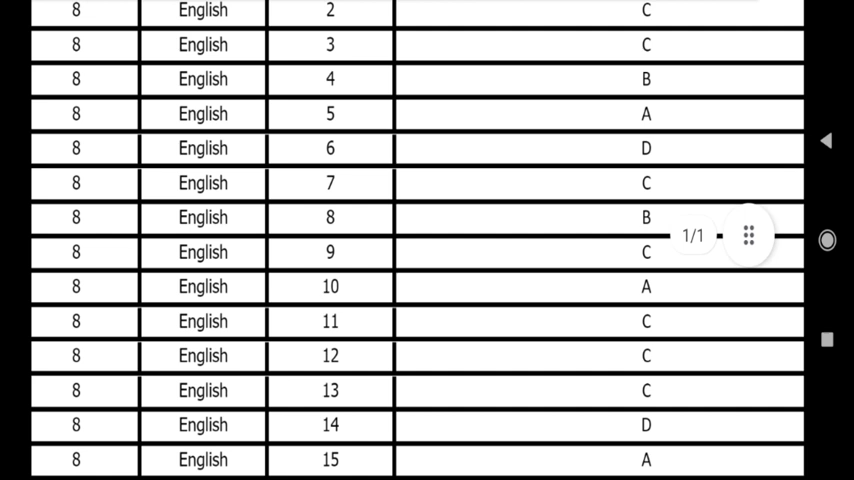 8 English 2 C
8 English 3 C
8 English 4 B
8 English 5 A
8 English 6 D
8 English 7 C
8 English 8 B
1/1
8 English 9 C
8 English 10 A
8 English 11 C
8 English 12 C
8 English 13 C
8 English 14 D
8 English 15 A